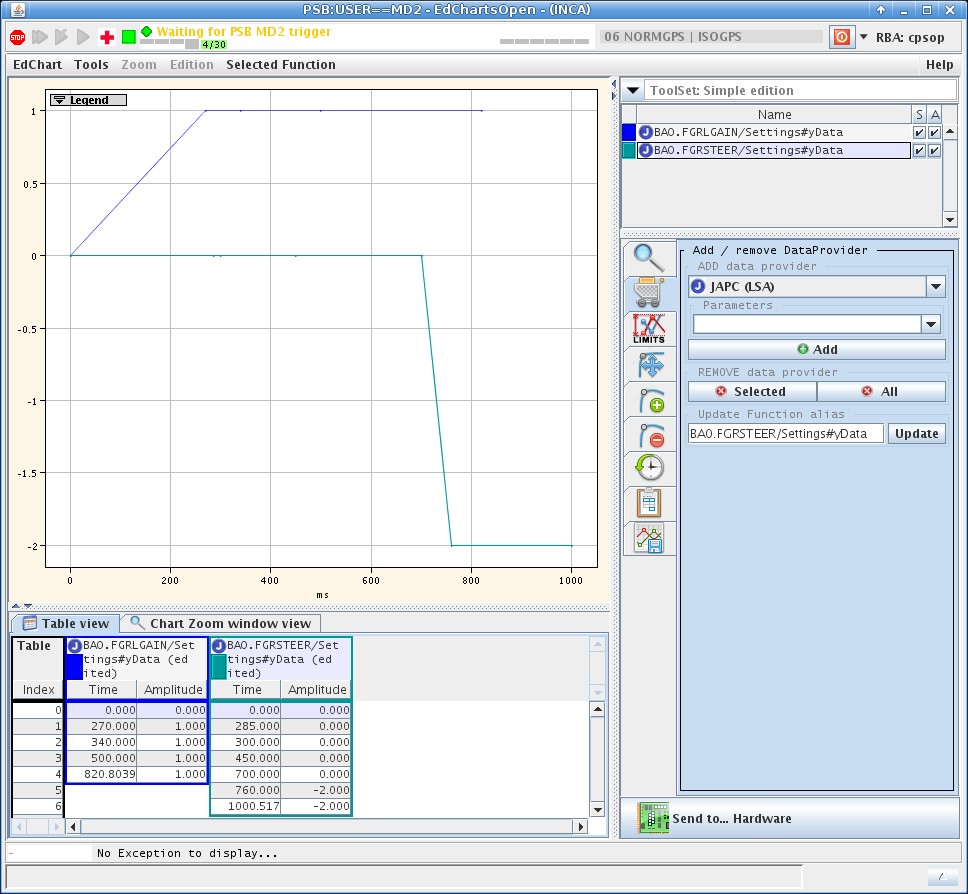 PSB:USER==MD2 - EdChartsOpen - (INCA)
STOP
Waiting for PSB MD2 trigger
4/30
06 NORMGPS | ISOGPS
RBA: cpsop
EdChart Tools Zoom Edition Selected Function Help
Legend
1
0.5
0
-0.5
-1
-1.5
-2
0 200 400 600 800 1000
ms
ToolSet: Simple edition
Name S A
BA0.FGRLGAIN/Settings#yData
BA0.FGRSTEER/Settings#yData
LIMITS
Add / remove DataProvider
ADD data provider
JAPC (LSA)
Parameters
Add
REMOVE data provider
Selected All
Update Function alias
BA0.FGRSTEER/Settings#yData Update
Send to... Hardware
Table view Chart Zoom window view
Table
BA0.FGRLGAIN/Set
tings#yData (ed
ited)
BA0.FGRSTEER/Set
tings#yData (ed
ited)
Index Time Amplitude Time Amplitude
0 0.000 0.000 0.000 0.000
1 270.000 1.000 285.000 0.000
2 340.000 1.000 300.000 0.000
3 500.000 1.000 450.000 0.000
4 820.8039 1.000 700.000 0.000
5 760.000 -2.000
6 1000.517 -2.000
- No Exception to display...